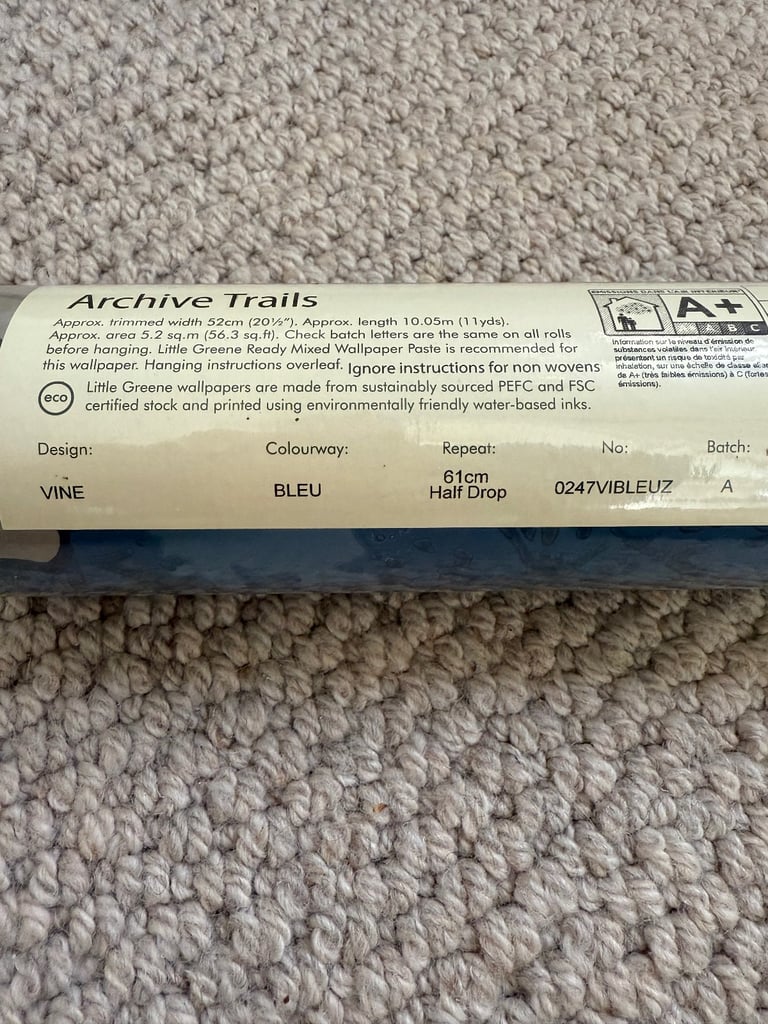 Archive Trails
Approx. trimmed width 52cm (20½"). Approx. length 10.05m (11yds).
Approx. area 5.2 sq.m (56.3 sq.ft). Check batch letters are the same on all rolls
before hanging. Little Greene Ready Mixed Wallpaper Paste is recommended for
this wallpaper. Hanging instructions overleaf. Ignore instructions for non wovens
eco
Little Greene wallpapers are made from sustainably sourced PEFC and FSC
certified stock and printed using environmentally friendly water-based inks.
ÉMISSIONS DANS L'AIR INTÉRIEUR*
A+
A+ A B C
Information sur le niveau d'émission de
substances volatiles dans l'air intérieur
présentant un risque de toxicité par
inhalation, sur une échelle de classe
de A+ (très faibles émissions) à C (fortes
émissions).
Design: Colourway: Repeat: No: Batch:
VINE BLEU 61cm Half Drop 0247VIBLEUZ A